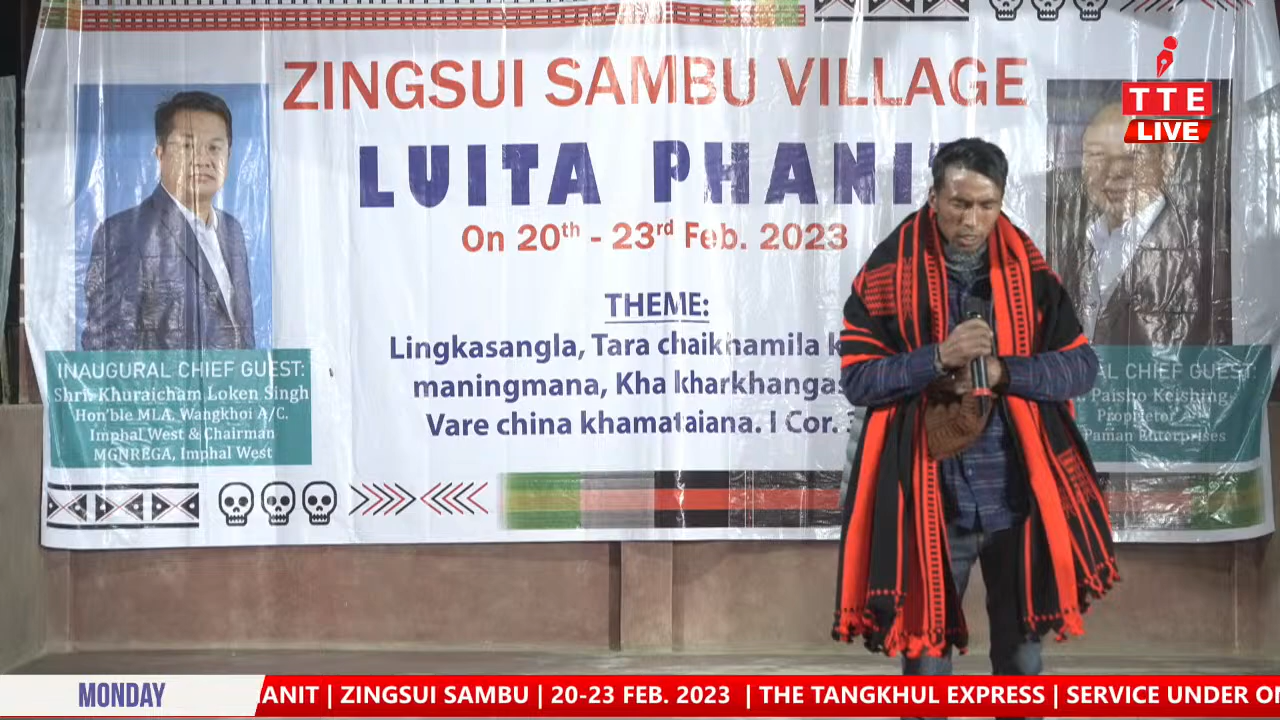 ZINGSUI SAMBU VILLAGE
LUITA PHANIT
On 20th - 23rd Feb. 2023
THEME:
Lingkasangla, Tara chaikhamila
maningmana, Kha kharkhangas
Vare china khamataiana. I Cor.
INAUGURAL CHIEF GUEST:
Shri. Khuraicham Loken Singh
Hon'ble MLA, Wangkhoi A/C.
Imphal West & Chairman
MGNREGA, Imphal West
AL CHIEF GUEST:
Paisho Keishing
Proprietor
Paman Enterprises
TTE
LIVE
MONDAY
ANIT | ZINGSUI SAMBU | 20-23 FEB. 2023 | THE TANGKHUL EXPRESS | SERVICE UNDER